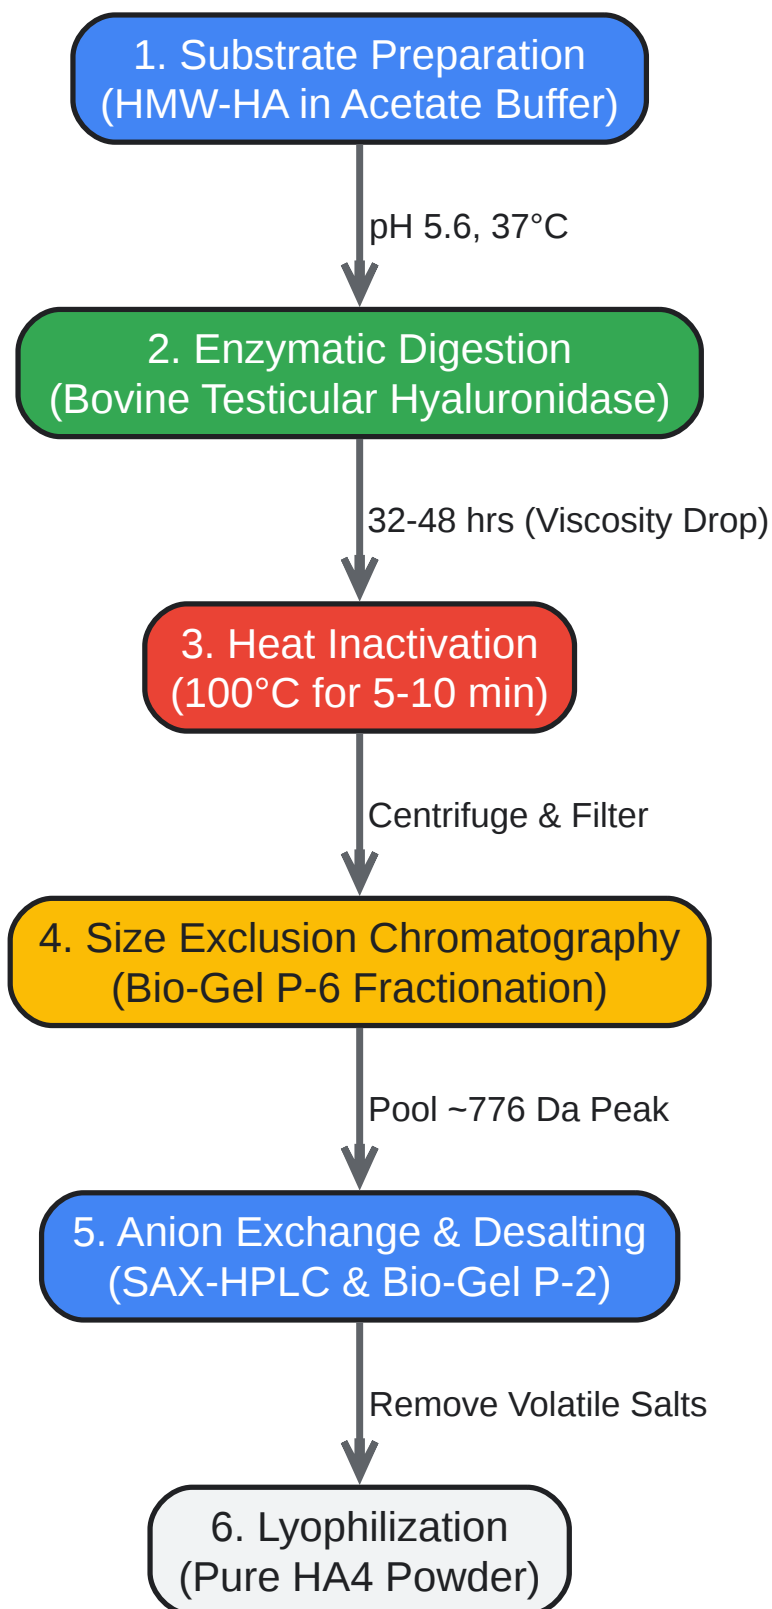 1. Substrate Preparation
(HMW-HA in Acetate Buffer)
pH 5.6, 37°C
2. Enzymatic Digestion
(Bovine Testicular Hyaluronidase)
32-48 hrs (Viscosity Drop)
3. Heat Inactivation
(100°C for 5-10 min)
Centrifuge & Filter
4. Size Exclusion Chromatography
(Bio-Gel P-6 Fractionation)
Pool ~776 Da Peak
5. Anion Exchange & Desalting
(SAX-HPLC & Bio-Gel P-2)
Remove Volatile Salts
6. Lyophilization
(Pure HA4 Powder)